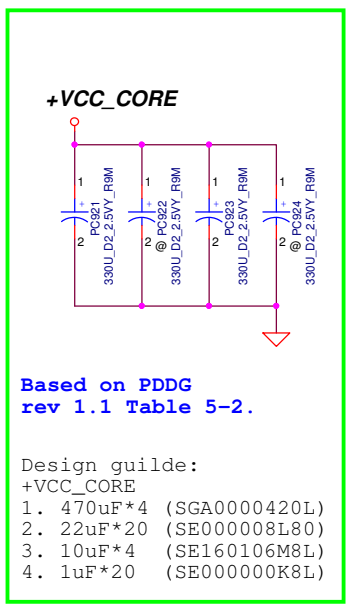 +VCC_CORE
1
1
1
1
+
+
+
+
2
2
@
2
2
@
PC921
330U_D2_2.5VY_R9M
PC922
330U_D2_2.5VY_R9M
PC923
330U_D2_2.5VY_R9M
PC924
330U_D2_2.5VY_R9M
Based on PDDG
rev 1.1 Table 5-2.
Design guilde:
+VCC_CORE
1. 470uF*4 (SGA0000420L)
2. 22uF*20 (SE000008L80)
3. 10uF*4 (SE160106M8L)
4. 1uF*20 (SE000000K8L)